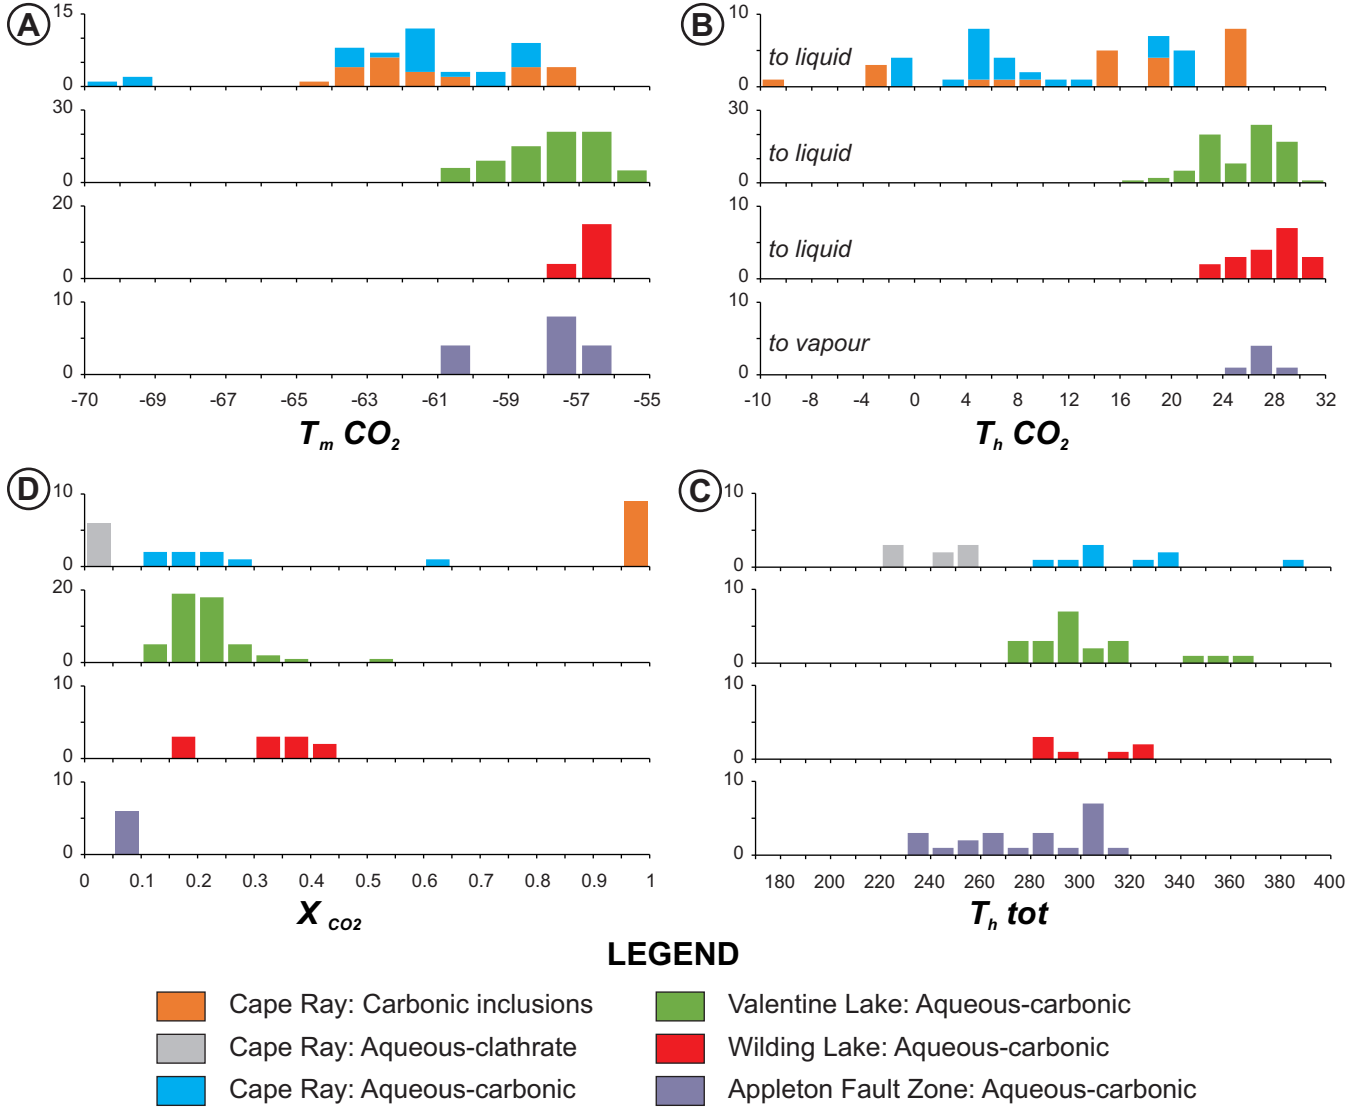 A
15
0
30
0
20
0
10
0
-70 -69 -67 -65 -63 -61 -59 -57 -55
Tm CO2
B
10
to liquid
0
30
to liquid
0
10
to liquid
0
10
to vapour
0
-10 -8 -4 0 4 8 12 16 20 24 28 32
Th CO2
D
10
0
20
0
10
0
10
0
0 0.1 0.2 0.3 0.4 0.5 0.6 0.7 0.8 0.9 1
X CO2
C
10
0
10
0
10
0
10
0
180 200 220 240 260 280 300 320 340 360 380 400
Th tot
LEGEND
Cape Ray: Carbonic inclusions
Cape Ray: Aqueous-clathrate
Cape Ray: Aqueous-carbonic
Valentine Lake: Aqueous-carbonic
Wilding Lake: Aqueous-carbonic
Appleton Fault Zone: Aqueous-carbonic